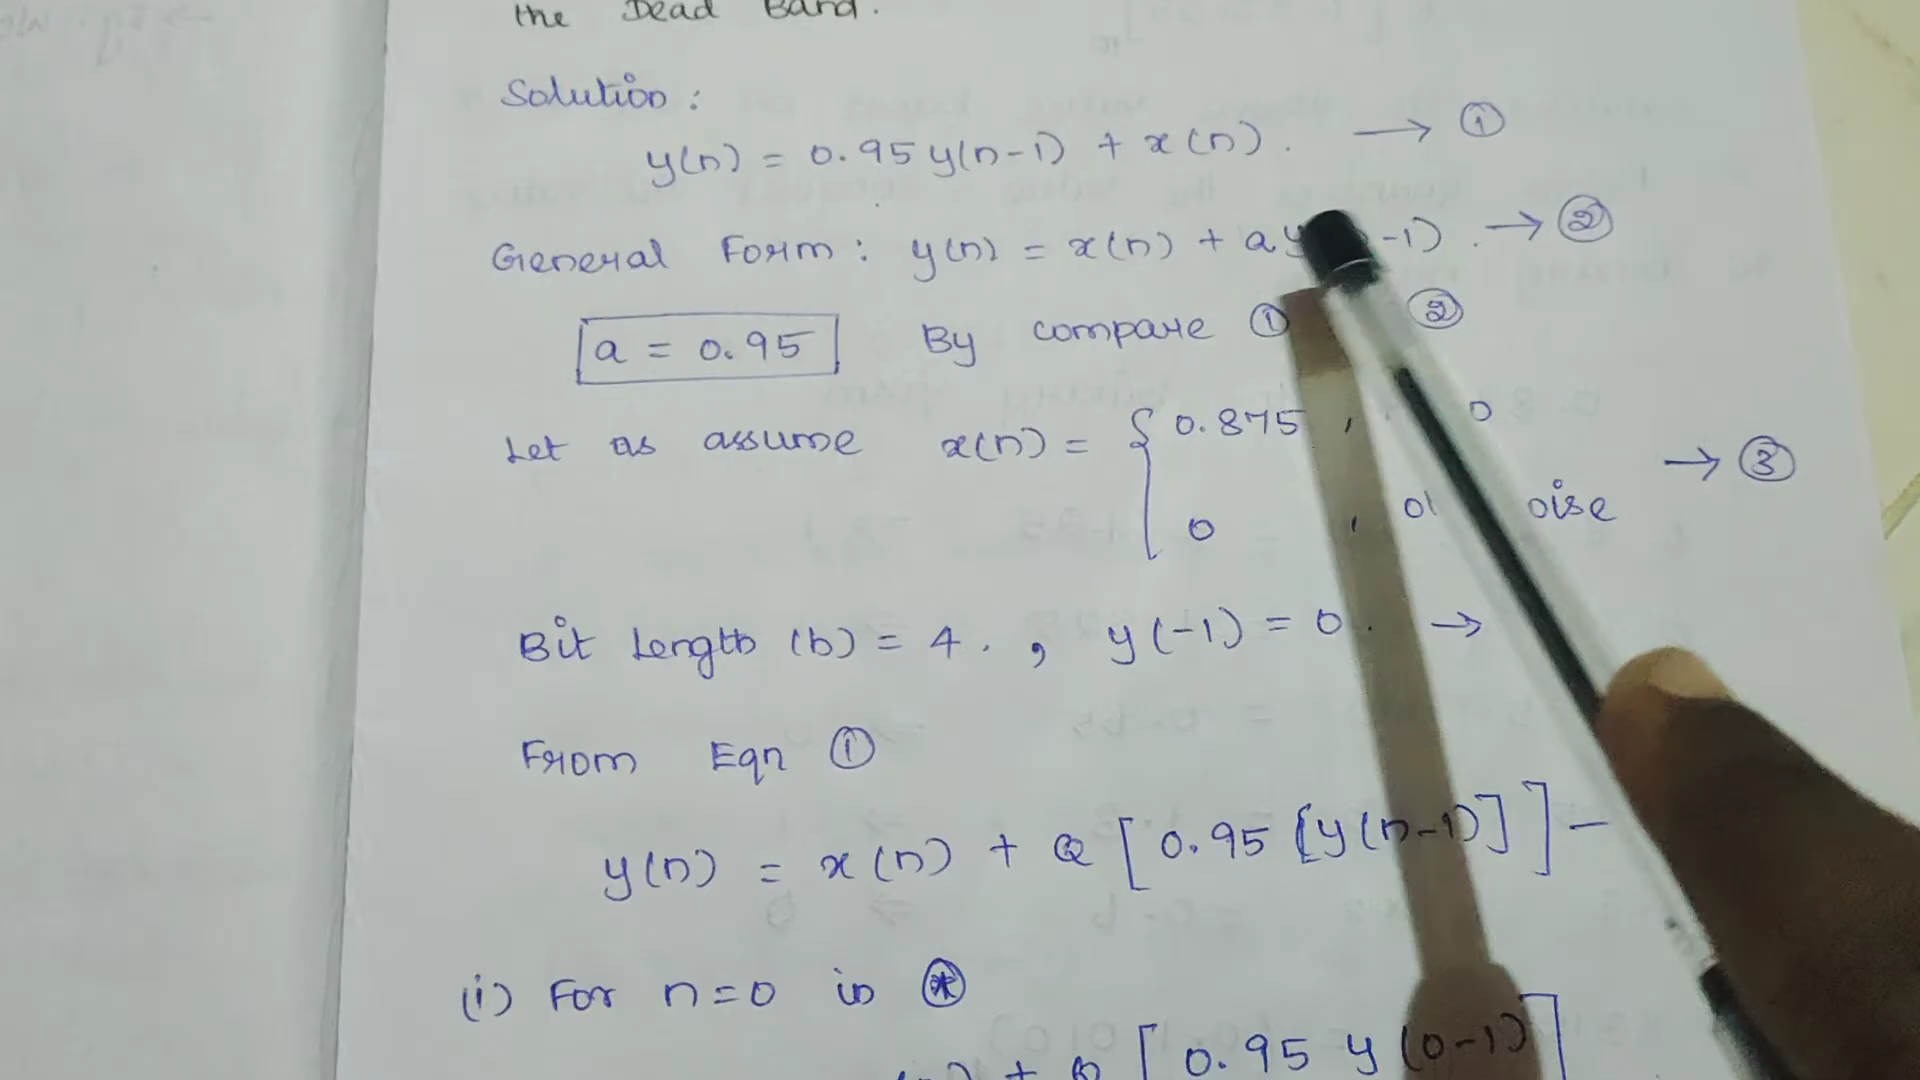 the Dead Band.
Solution:
y(n) = 0.95 y(n-1) + x(n). → ①
General Form: y(n) = x(n) + ay -1). → ②
a = 0.95 By compare ① ②
Let as assume x(n) = { 0.875 , 0
0 , oise → ③
Bit Length (b) = 4. , y(-1) = 0. →
From Eqn ①
y(n) = x(n) + Q [0.95 [y(n-1)]] -
(i) For n=0 in ⊛
+ Q [0.95 y (0-1)]